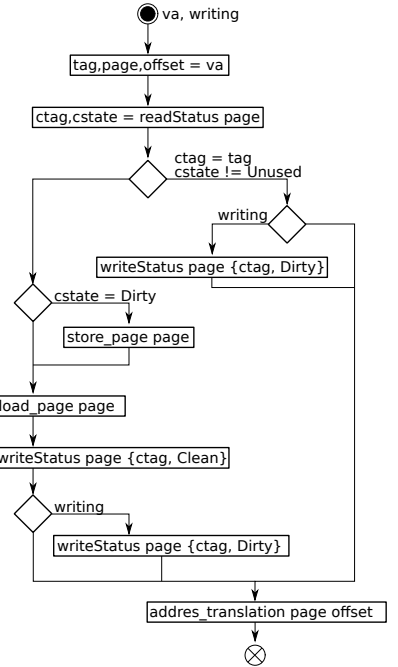 va, writing
tag,page,offset = va
ctag,cstate = readStatus page
ctag = tag
cstate != Unused
writing
writeStatus page {ctag, Dirty}
cstate = Dirty
store_page page
load_page page
writeStatus page {ctag, Clean}
writing
writeStatus page {ctag, Dirty}
addres_translation page offset